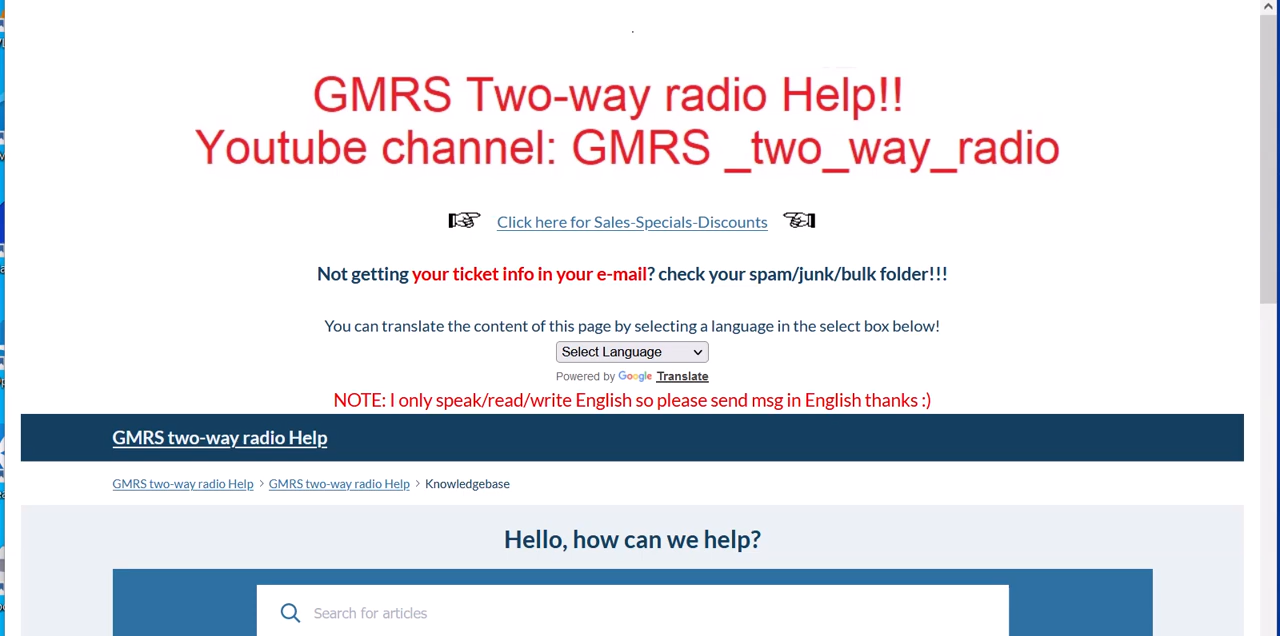 GMRS Two-way radio Help!!
Youtube channel: GMRS _two_way_radio
Click here for Sales-Specials-Discounts
Not getting your ticket info in your e-mail? check your spam/junk/bulk folder!!!
You can translate the content of this page by selecting a language in the select box below!
Select Language
Powered by Google Translate
NOTE: I only speak/read/write English so please send msg in English thanks :)
GMRS two-way radio Help
GMRS two-way radio Help > GMRS two-way radio Help > Knowledgebase
Hello, how can we help?
Search for articles